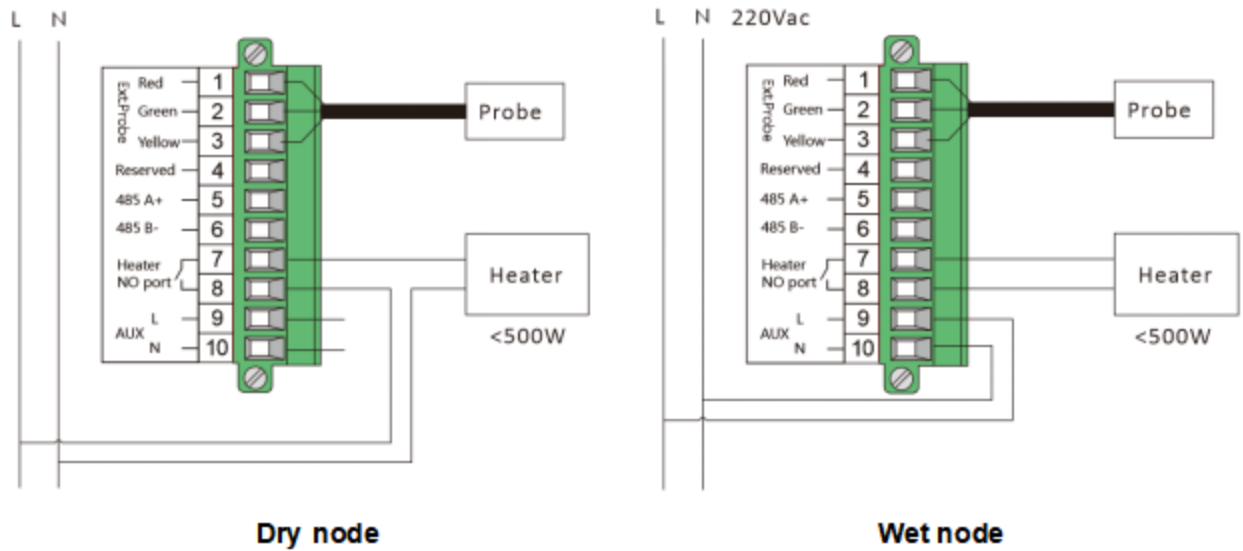 L N
Ext.Probe
Red 1
Green 2
Yellow 3
Reserved 4
485 A+ 5
485 B- 6
Heater 7
NO port 8
AUX
L 9
N 10
Probe
Heater
<500W
Dry node
L N 220Vac
Ext.Probe
Red 1
Green 2
Yellow 3
Reserved 4
485 A+ 5
485 B- 6
Heater 7
NO port 8
AUX
L 9
N 10
Probe
Heater
<500W
Wet node